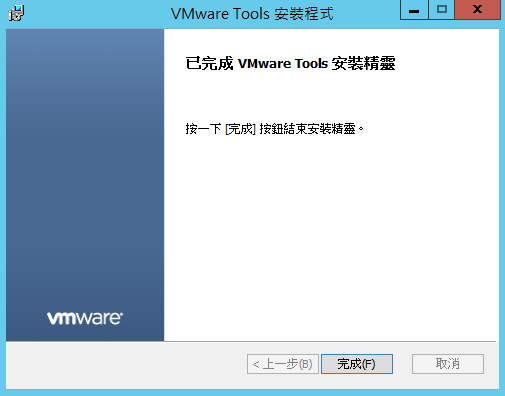 VMware Tools 安裝程式
已完成 VMware Tools 安裝精靈
按一下 [完成] 按鈕結束安裝精靈。
vmware
< 上一步(B) 完成(F) 取消